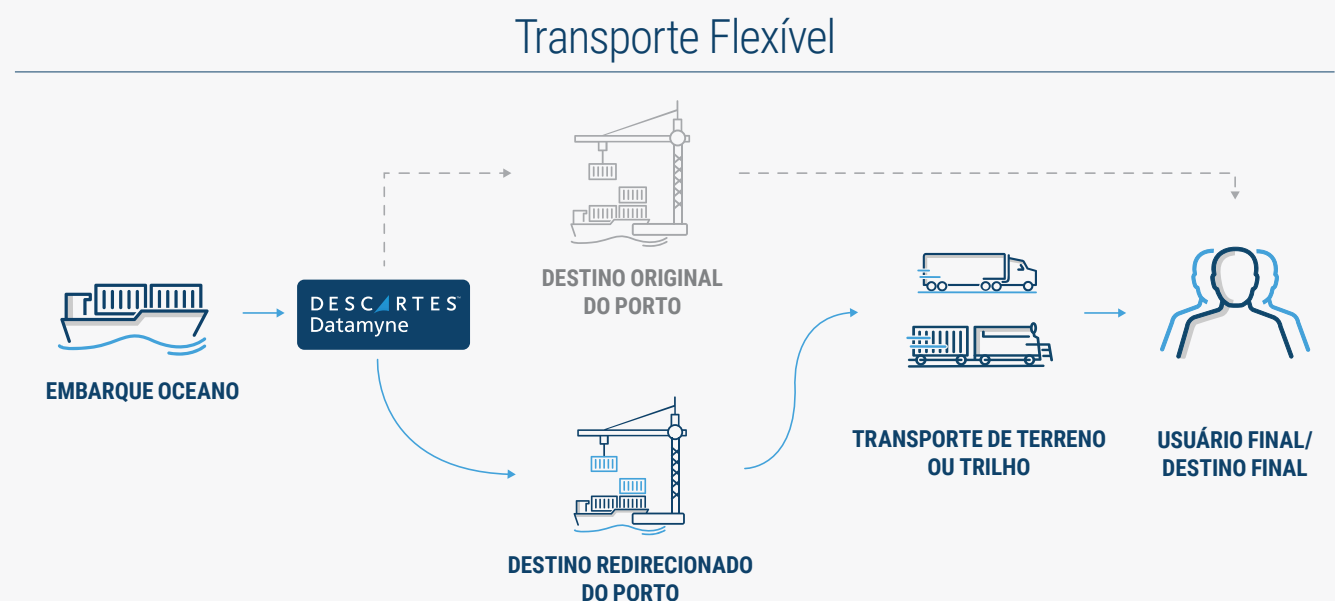 Transporte Flexível
DESTINO ORIGINAL
DO PORTO
DESCARTES™
Datamyne
EMBARQUE OCEANO
TRANSPORTE DE TERRENO
OU TRILHO
USUÁRIO FINAL/
DESTINO FINAL
DESTINO REDIRECIONADO
DO PORTO